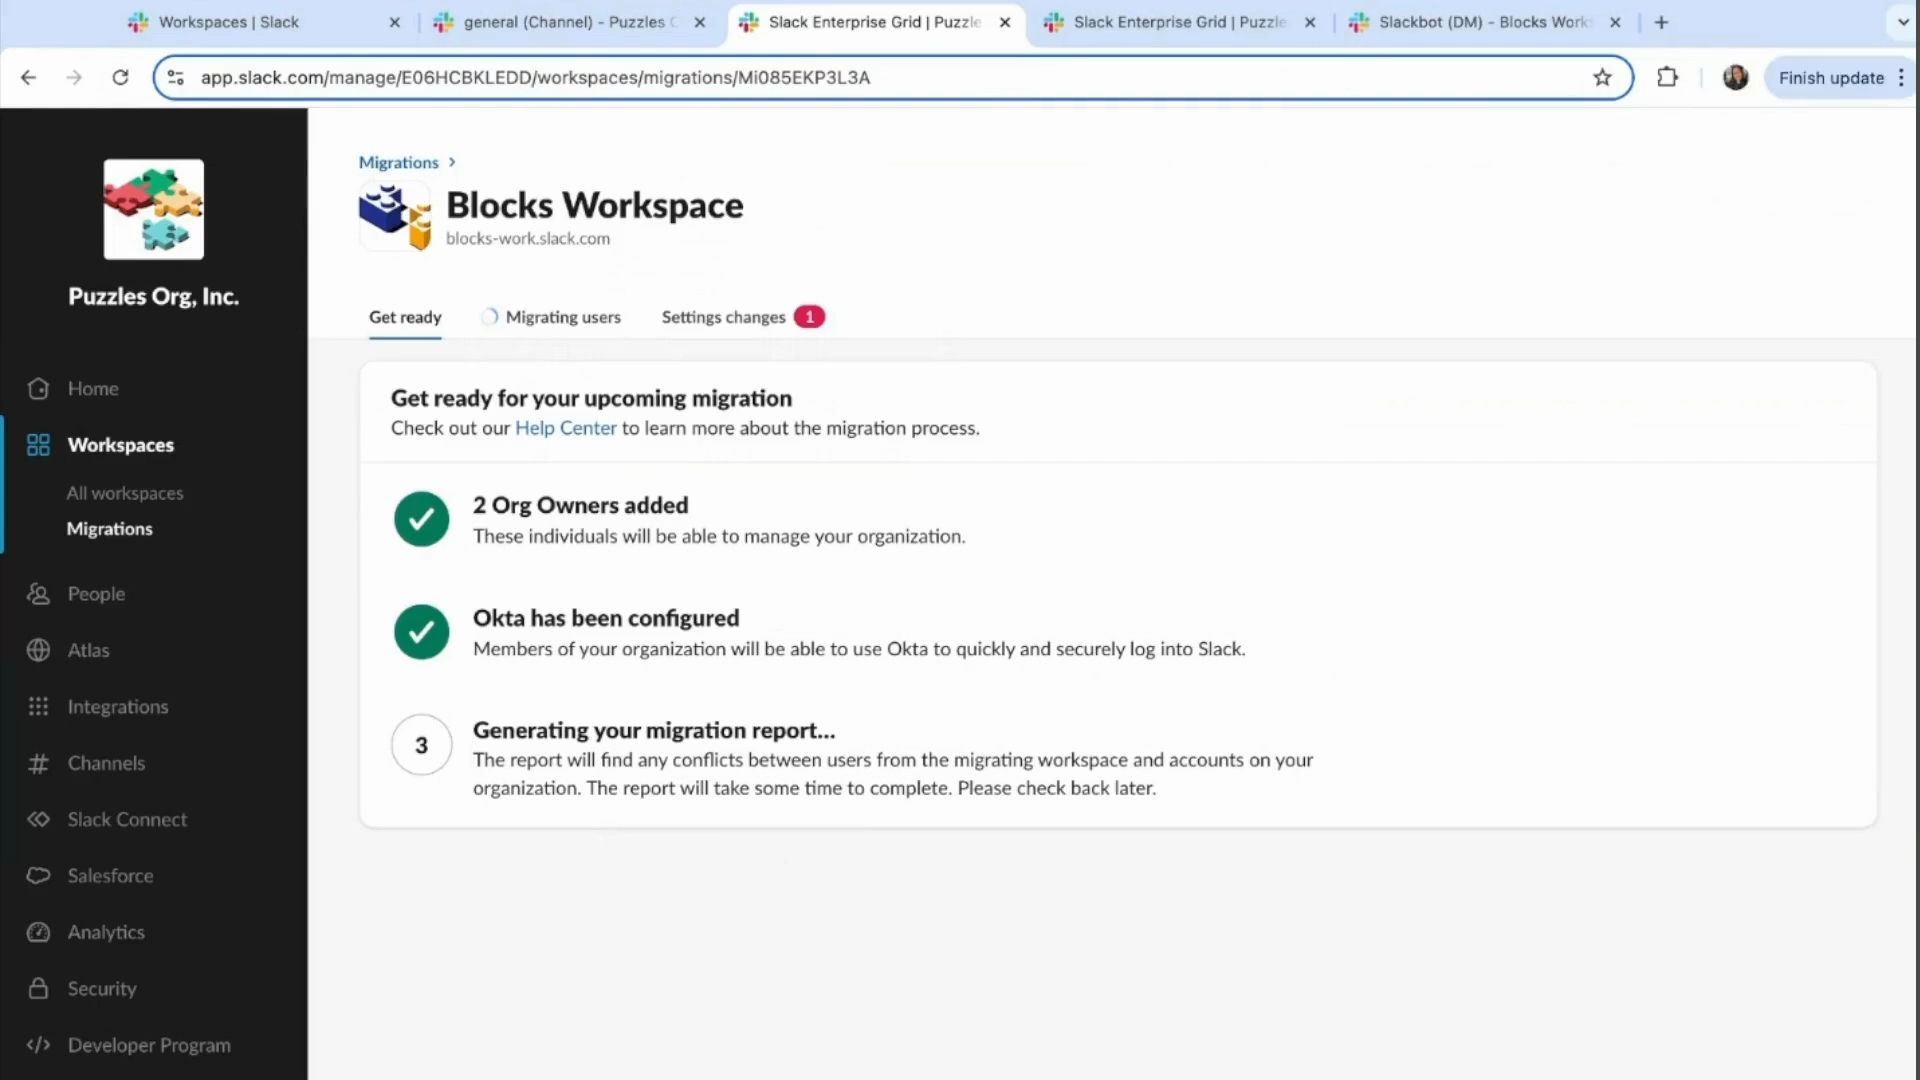 Workspaces | Slack
general (Channel) - Puzzles
Slack Enterprise Grid | Puzzle
Slack Enterprise Grid | Puzzle
Slackbot (DM) - Blocks Work
app.slack.com/manage/E06HCBKLEDD/workspaces/migrations/Mi085EKP3L3A
Finish update
Puzzles Org, Inc.
Home
Workspaces
All workspaces
Migrations
People
Atlas
Integrations
Channels
Slack Connect
Salesforce
Analytics
Security
Developer Program
Migrations
Blocks Workspace
blocks-work.slack.com
Get ready
Migrating users
Settings changes 1
Get ready for your upcoming migration
Check out our Help Center to learn more about the migration process.
2 Org Owners added
These individuals will be able to manage your organization.
Okta has been configured
Members of your organization will be able to use Okta to quickly and securely log into Slack.
3
Generating your migration report...
The report will find any conflicts between users from the migrating workspace and accounts on your
organization. The report will take some time to complete. Please check back later.